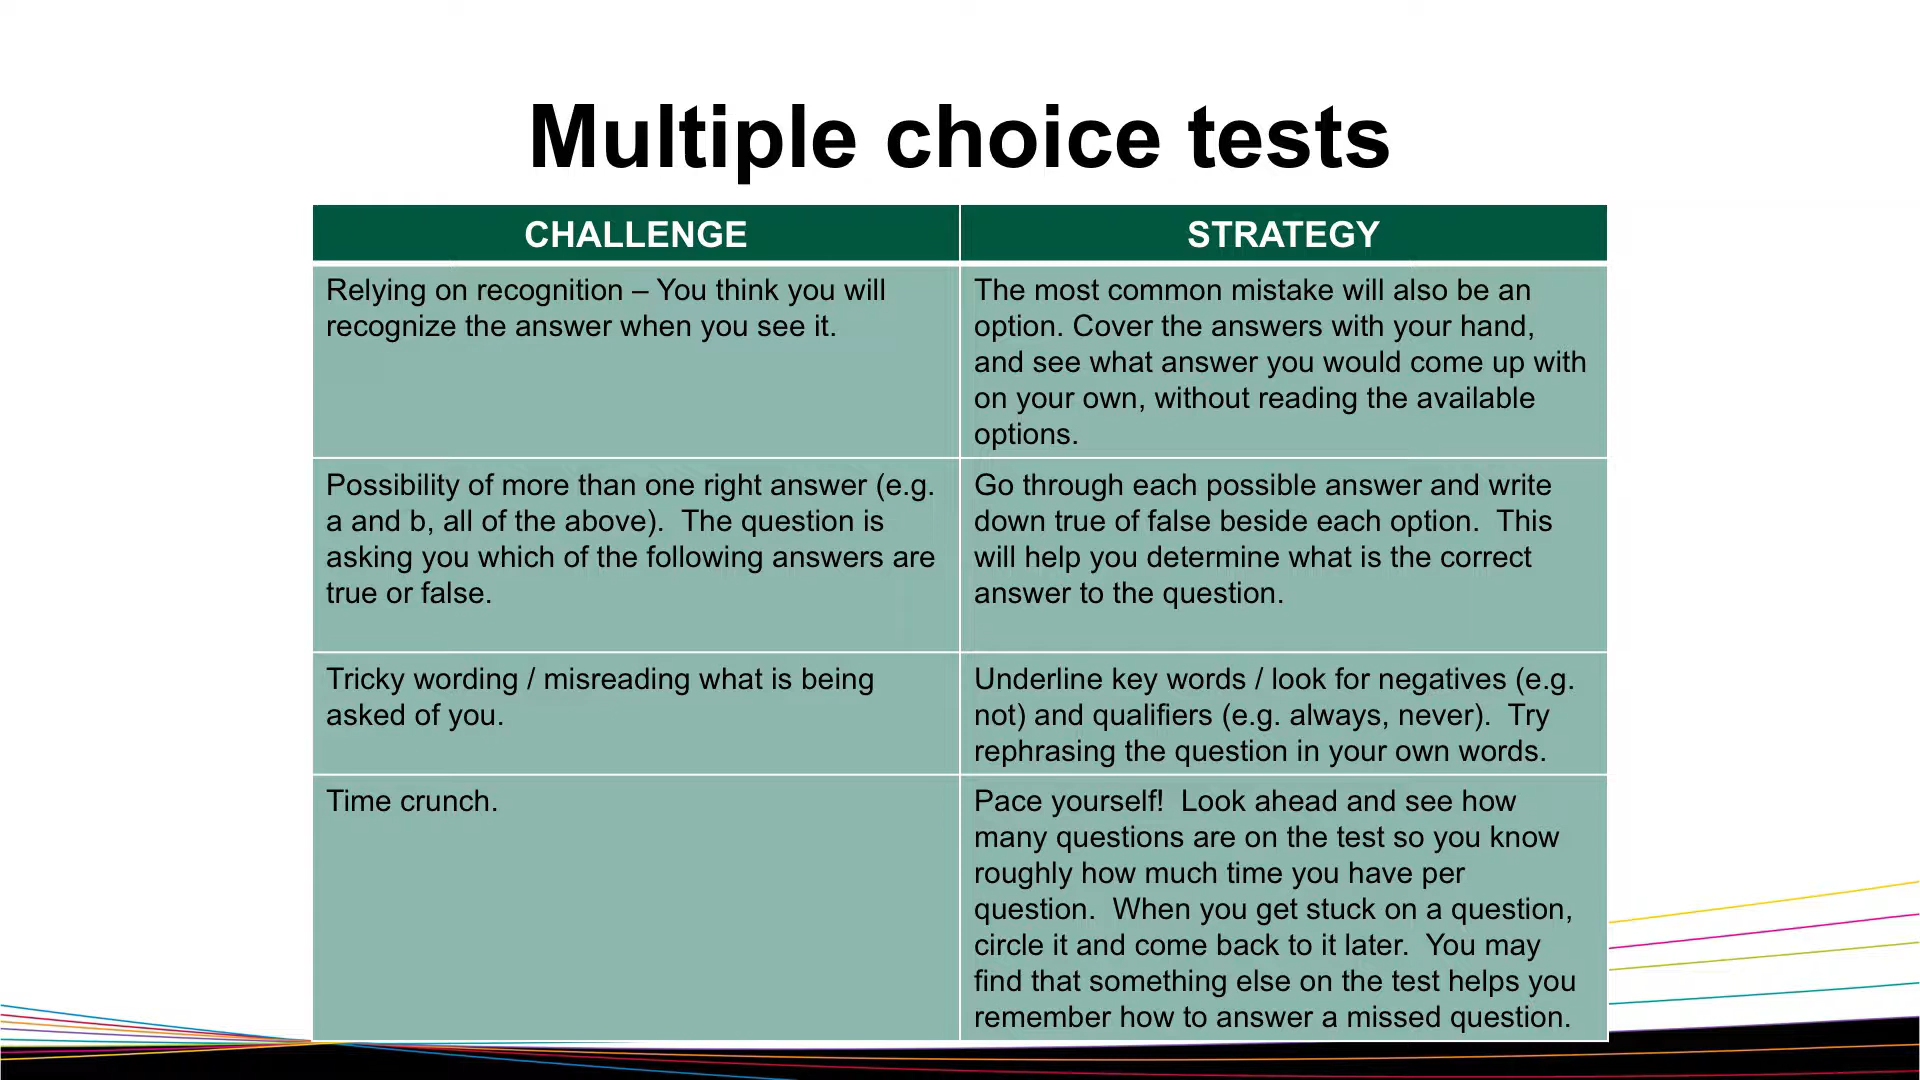 Multiple choice tests
CHALLENGE
STRATEGY
Relying on recognition – You think you will
recognize the answer when you see it.
The most common mistake will also be an
option. Cover the answers with your hand,
and see what answer you would come up with
on your own, without reading the available
options.
Possibility of more than one right answer (e.g.
a and b, all of the above).  The question is
asking you which of the following answers are
true or false.
Go through each possible answer and write
down true of false beside each option.  This
will help you determine what is the correct
answer to the question.
Tricky wording / misreading what is being
asked of you.
Underline key words / look for negatives (e.g.
not) and qualifiers (e.g. always, never).  Try
rephrasing the question in your own words.
Time crunch.
Pace yourself!  Look ahead and see how
many questions are on the test so you know
roughly how much time you have per
question.  When you get stuck on a question,
circle it and come back to it later.  You may
find that something else on the test helps you
remember how to answer a missed question.